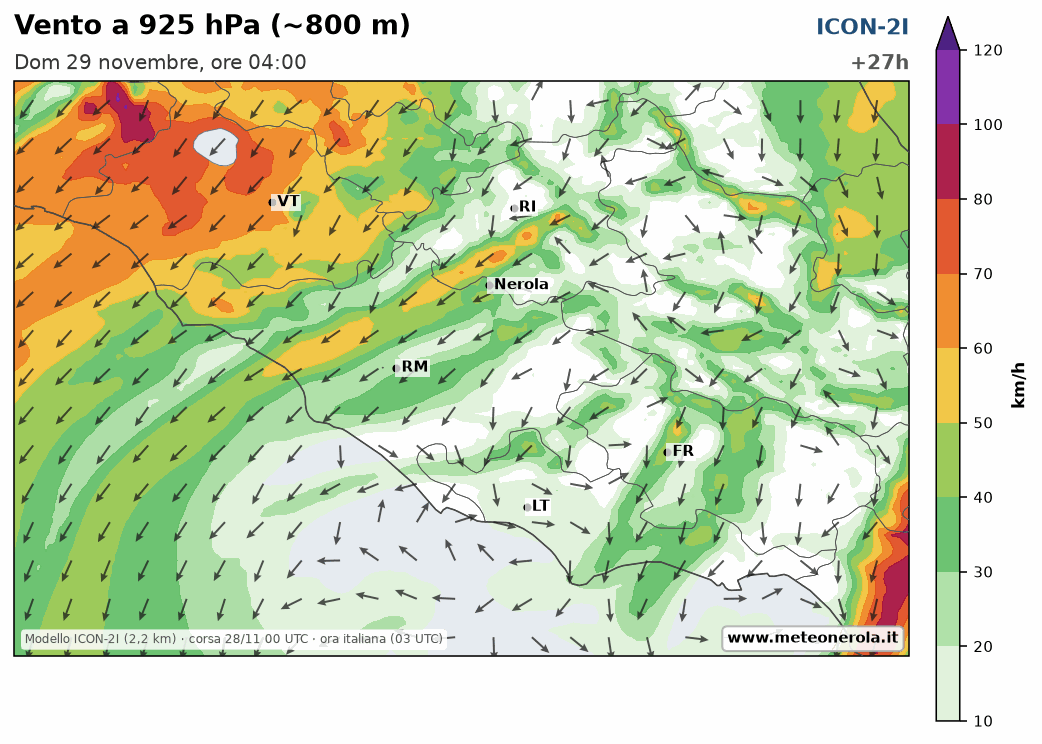 Vento a 925 hPa (~800 m)
ICON-2I
Dom 29 novembre, ore 04:00
+27h
120
100
80
70
60
50
40
30
20
10
km/h
VT
RI
Nerola
RM
FR
LT
Modello ICON-2I (2,2 km) · corsa 28/11 00 UTC · ora italiana (03 UTC)
www.meteonerola.it